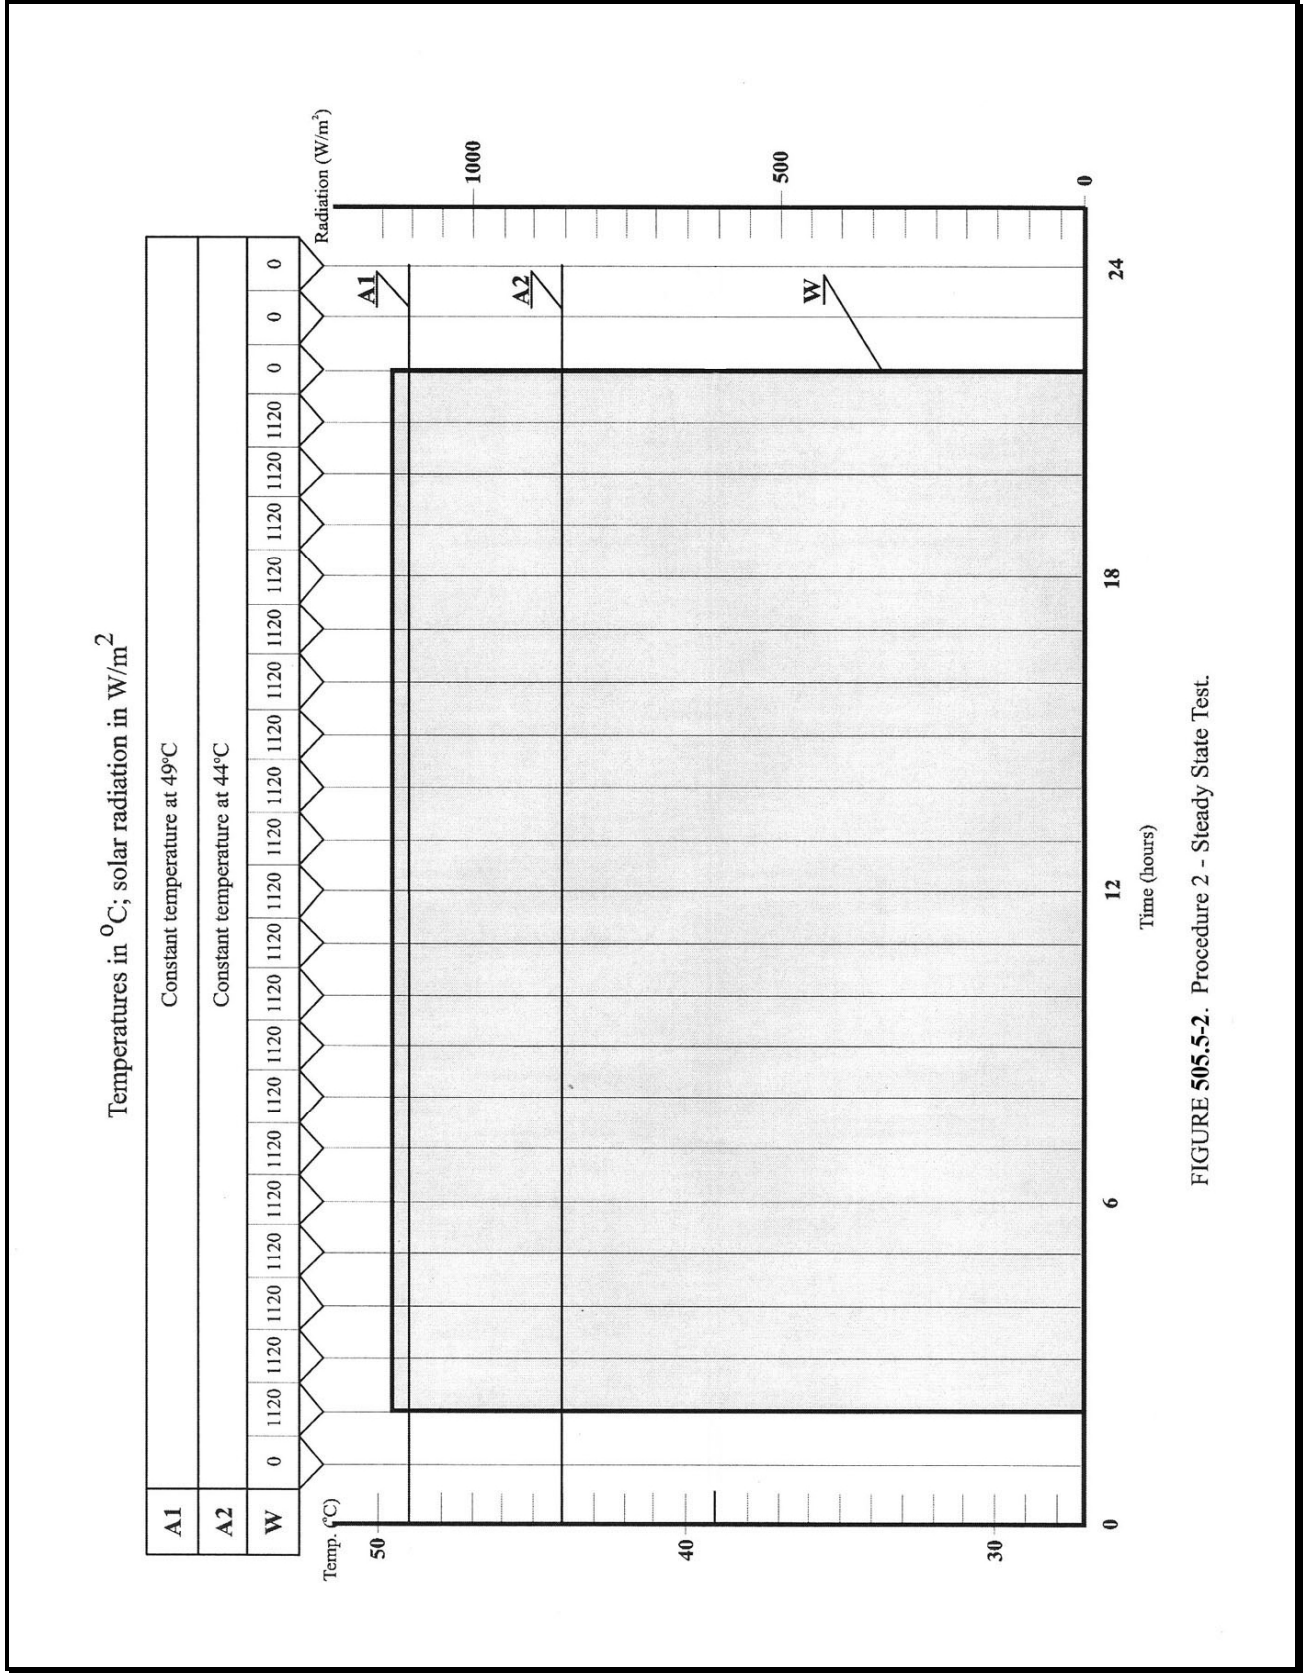 Temperatures in °C; solar radiation in W/m²
A1 Constant temperature at 49°C
A2 Constant temperature at 44°C
W 0 1120 1120 1120 1120 1120 1120 1120 1120 1120 1120 1120 1120 1120 1120 1120 1120 1120 1120 1120 1120 0 0 0
Temp. (°C)
Radiation (W/m²)
50
A1
1000
A2
40
500
W
30
0
0 6 12 18 24
Time (hours)
FIGURE 505.5-2. Procedure 2 - Steady State Test.